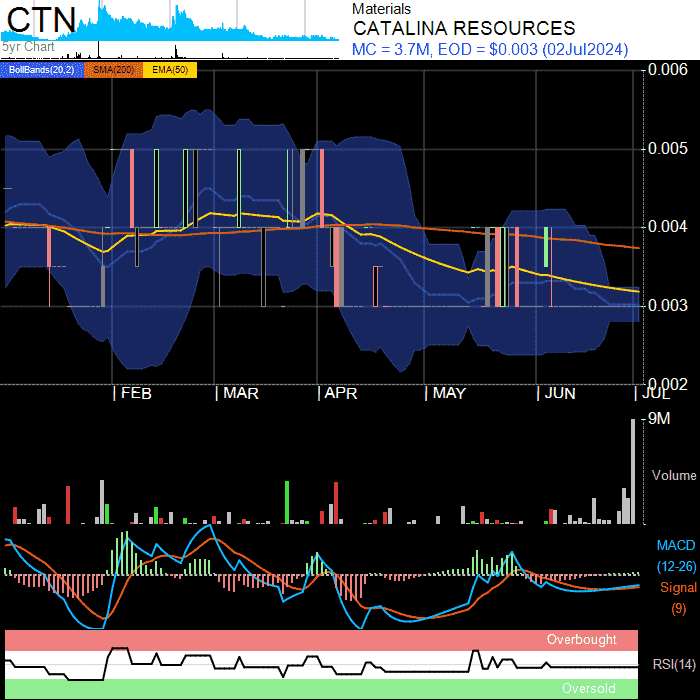 CTN
5yr Chart
Materials
CATALINA RESOURCES
MC = 3.7M, EOD = $0.003 (02Jul2024)
BollBands(20,2) SMA(200) EMA(50)
0.006
0.005
0.004
0.003
0.002
FEB MAR APR MAY JUN JUL
9M
Volume
MACD
(12-26)
Signal
(9)
Overbought
RSI(14)
Oversold